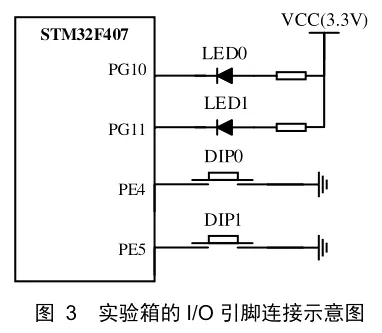 VCC(3.3V)
STM32F407
LED0
PG10
LED1
PG11
DIP0
PE4
DIP1
PE5
图 3 实验箱的 I/O 引脚连接示意图